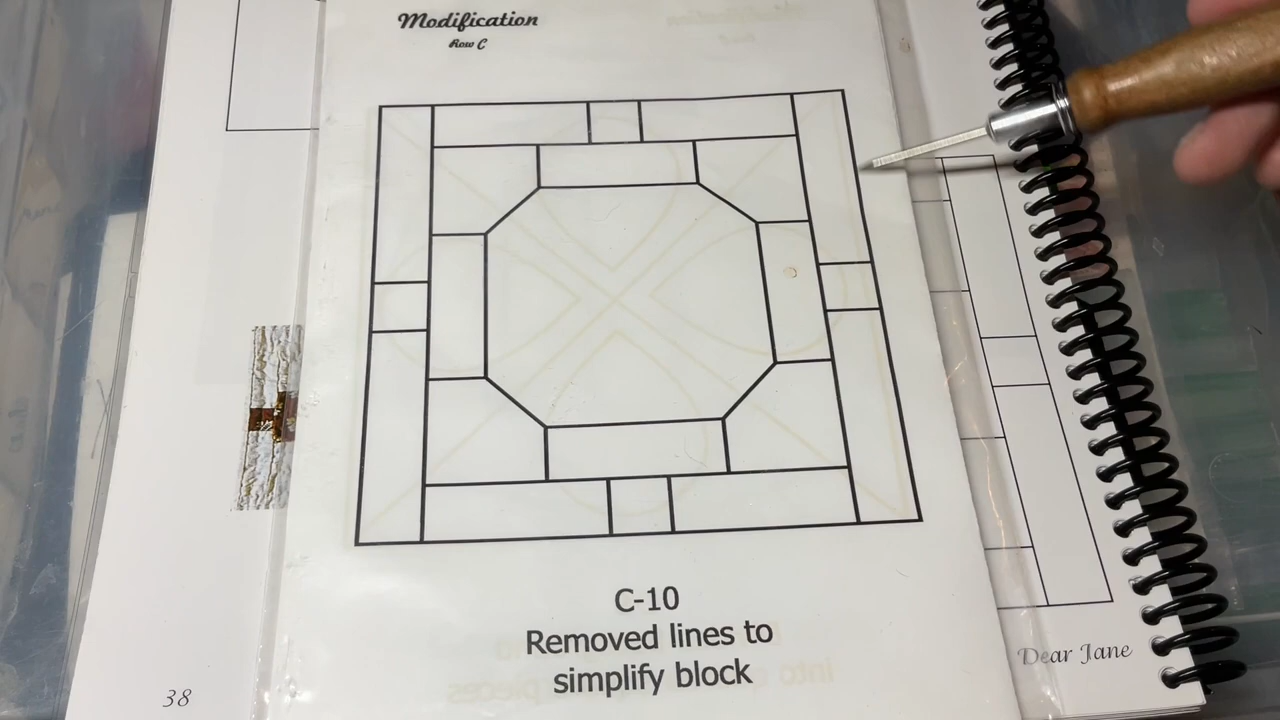 Modification
Row C
C-10
Removed lines to
simplify block
Dear Jane
38